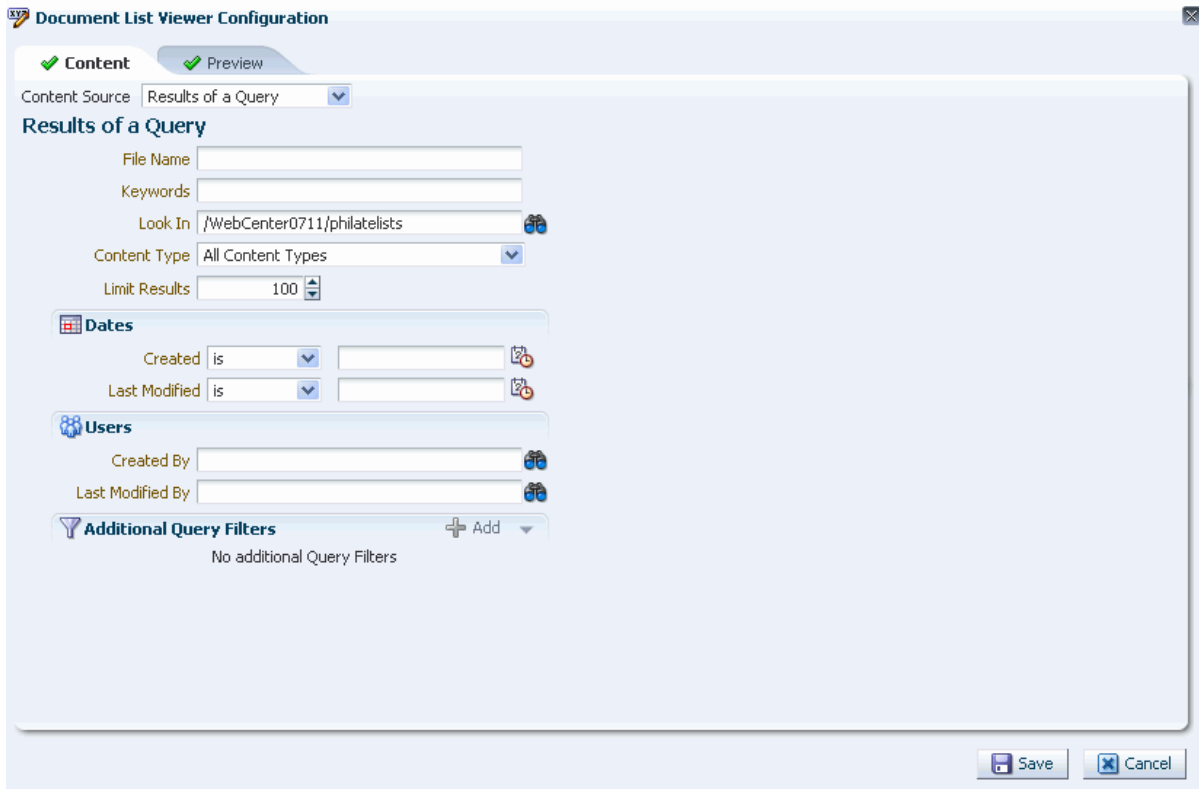 Document List Viewer Configuration
Content Preview
Content Source Results of a Query
Results of a Query
File Name
Keywords
Look In /WebCenter0711/philatelists
Content Type All Content Types
Limit Results 100
Dates
Created is
Last Modified is
Users
Created By
Last Modified By
Additional Query Filters Add
No additional Query Filters
Save Cancel